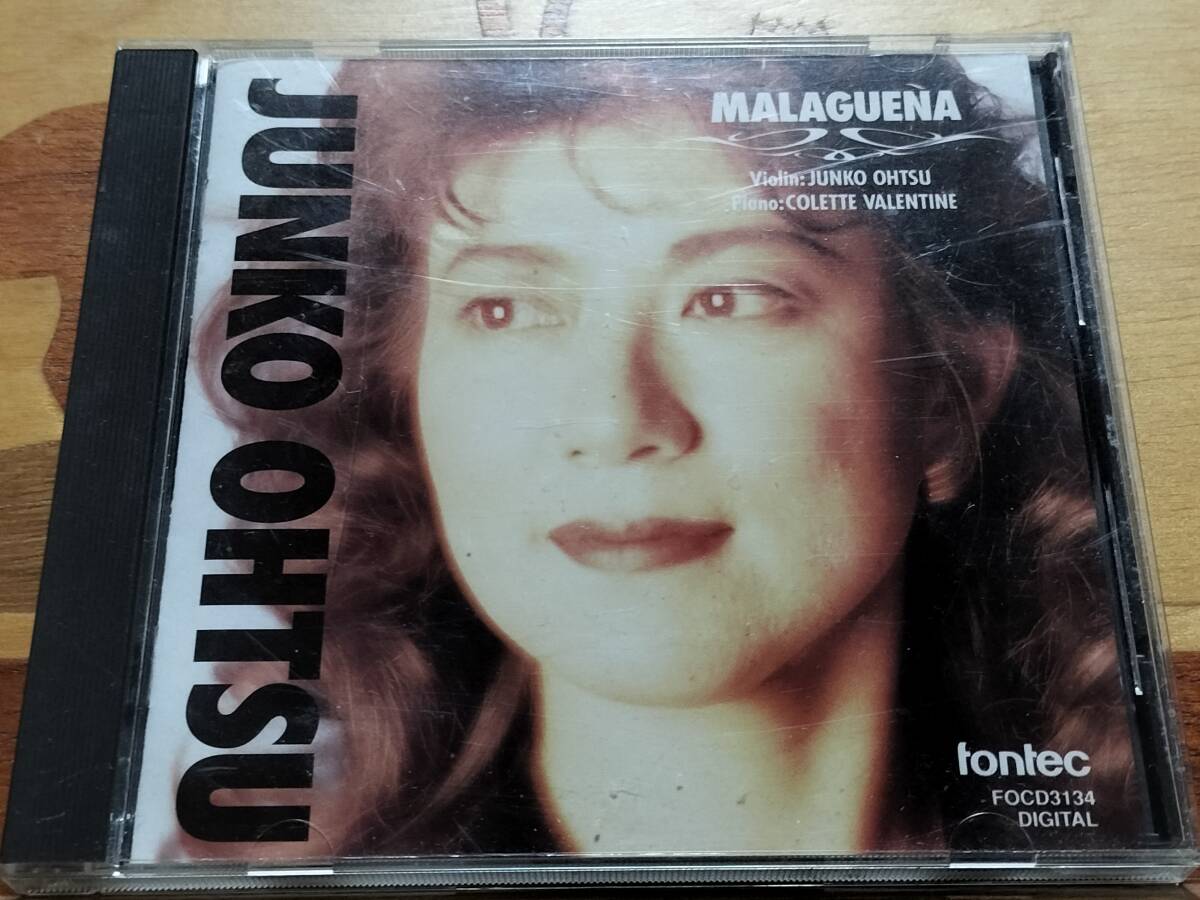 JUNKO OHTSU
MALAGUEÑA
Violin:JUNKO OHTSU
Piano:COLETTE VALENTINE
fontec
FOCD3134
DIGITAL